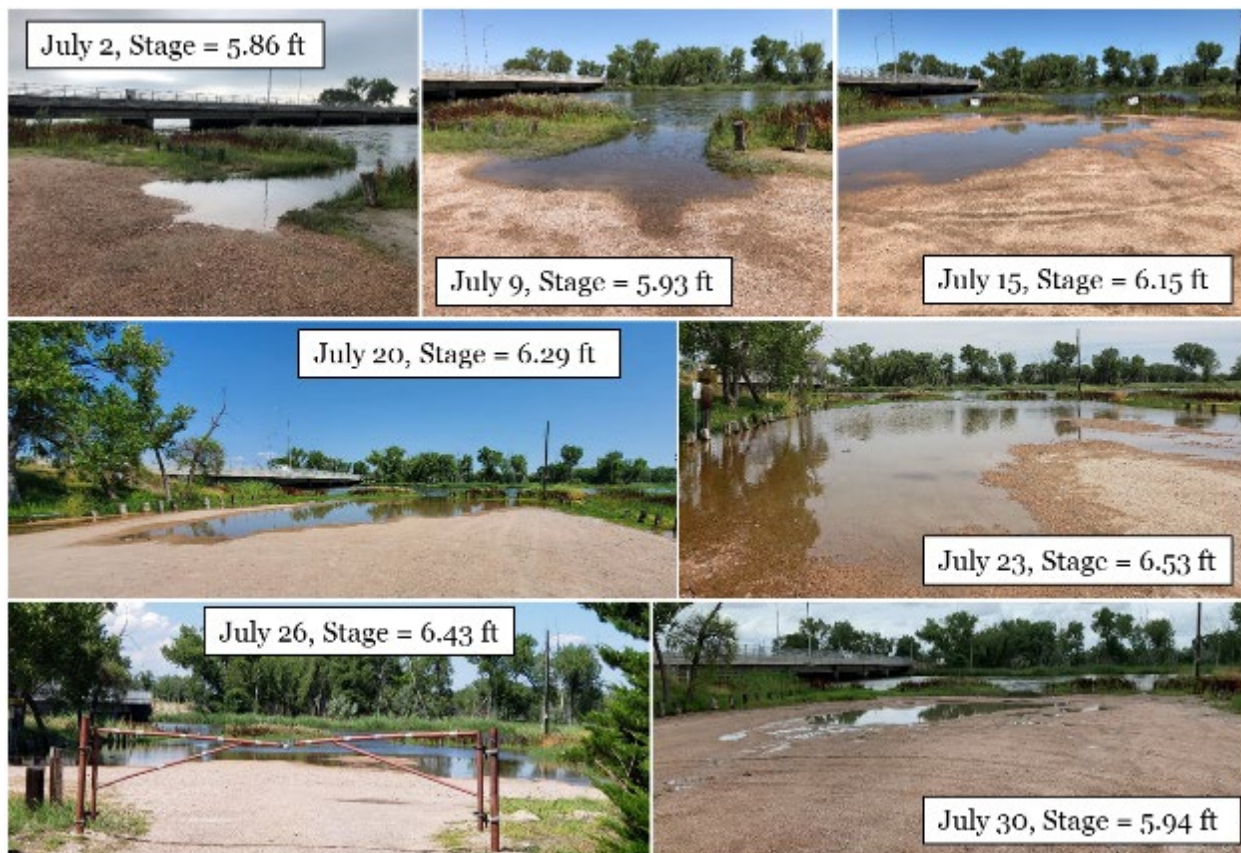 July 2, Stage = 5.86 ft
July 9, Stage = 5.93 ft
July 15, Stage = 6.15 ft
July 20, Stage = 6.29 ft
July 23, Stage = 6.53 ft
July 26, Stage = 6.43 ft
July 30, Stage = 5.94 ft